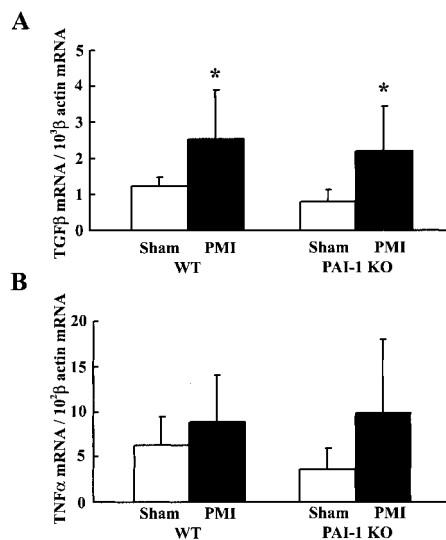 A
TGFβ mRNA / 10³β actin mRNA
5
4
3
2
1
0
*
*
Sham PMI Sham PMI
WT PAI-1 KO
B
TNFα mRNA / 10²β actin mRNA
20
15
10
5
0
Sham PMI Sham PMI
WT PAI-1 KO